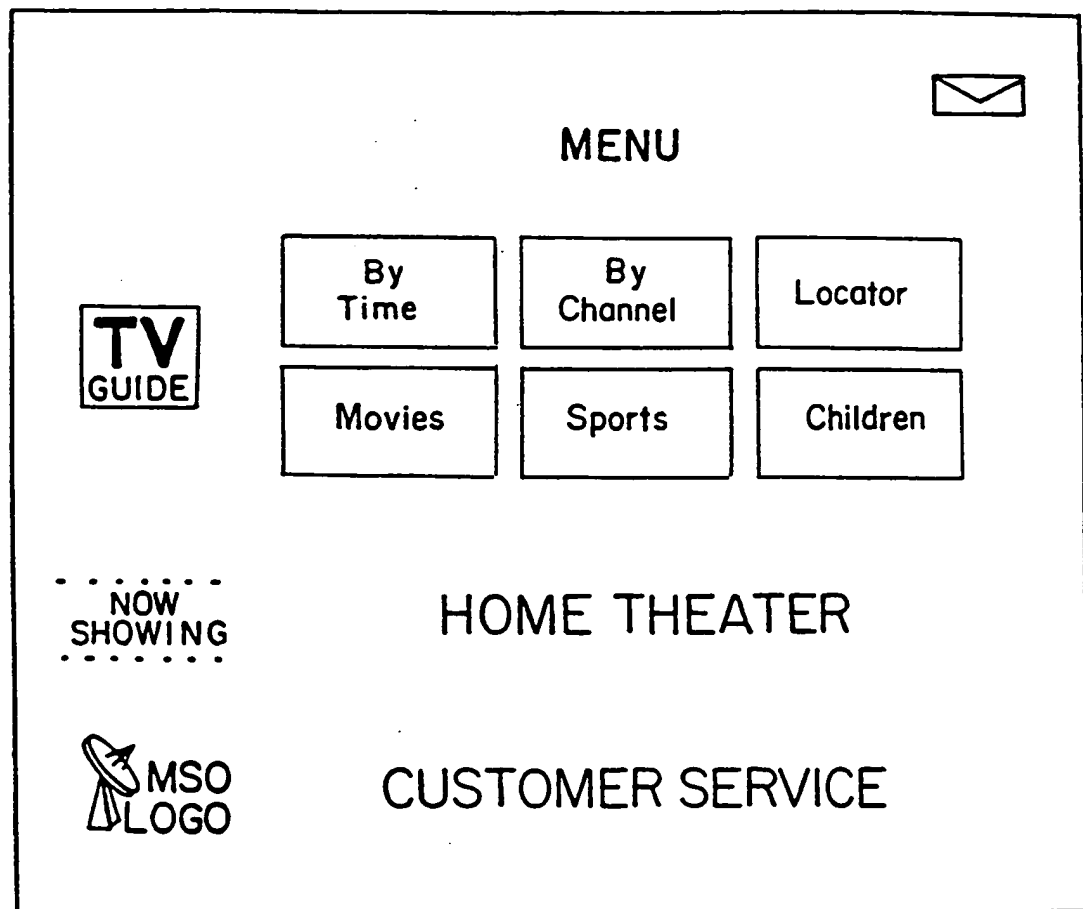 MENU
By
Time
By
Channel
Locator
TV
GUIDE
Movies
Sports
Children
NOW
SHOWING
HOME THEATER
MSO
LOGO
CUSTOMER SERVICE